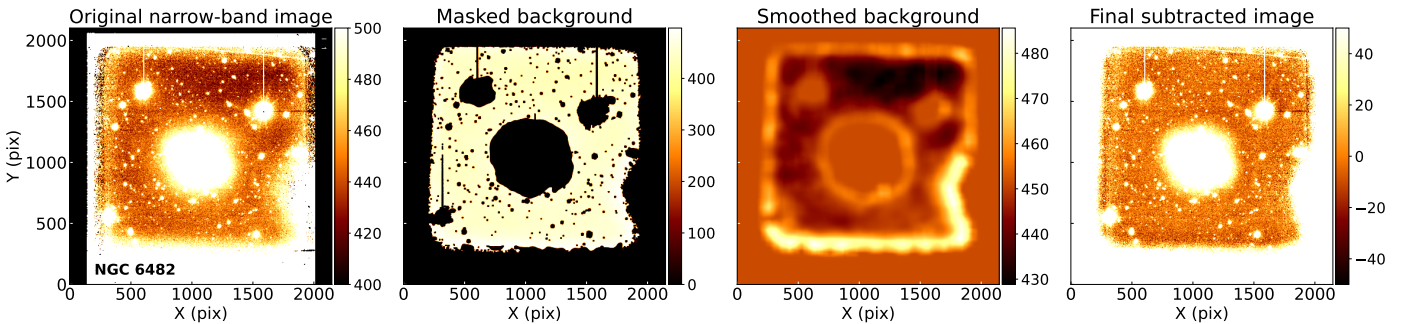 Original narrow-band image
Masked background
Smoothed background
Final subtracted image
Y (pix)
2000
1500
1000
500
0
NGC 6482
0 500 1000 1500 2000
X (pix)
500
480
460
440
420
400
0 500 1000 1500 2000
X (pix)
400
300
200
100
0
0 500 1000 1500 2000
X (pix)
480
470
460
450
440
430
0 500 1000 1500 2000
X (pix)
40
20
0
−20
−40